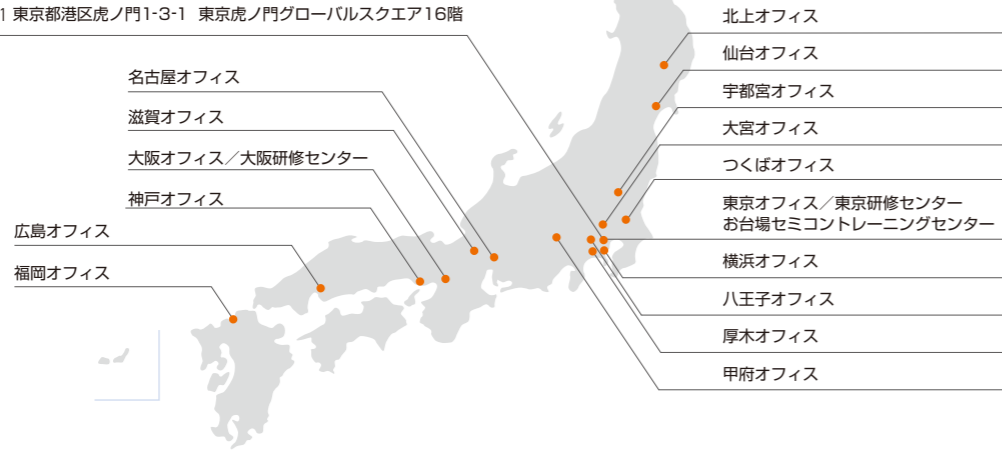 1 東京都港区虎ノ門1-3-1 東京虎ノ門グローバルスクエア16階
名古屋オフィス
滋賀オフィス
大阪オフィス／大阪研修センター
神戸オフィス
広島オフィス
福岡オフィス
北上オフィス
仙台オフィス
宇都宮オフィス
大宮オフィス
つくばオフィス
東京オフィス／東京研修センター
お台場セミコントレーニングセンター
横浜オフィス
八王子オフィス
厚木オフィス
甲府オフィス